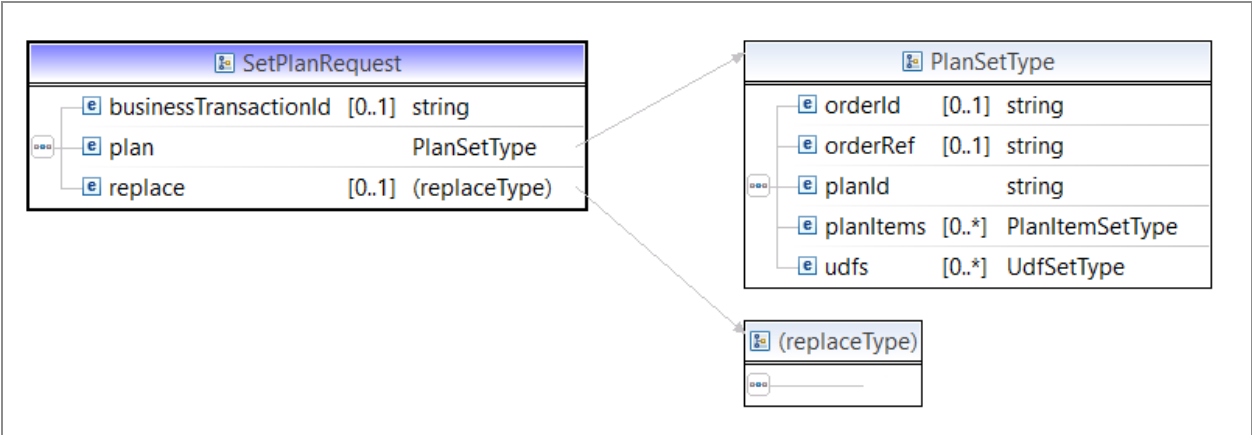 SetPlanRequest
businessTransactionId [0..1] string
plan PlanSetType
replace [0..1] (replaceType)
PlanSetType
orderId [0..1] string
orderRef [0..1] string
planId string
planItems [0..*] PlanItemSetType
udfs [0..*] UdfSetType
(replaceType)